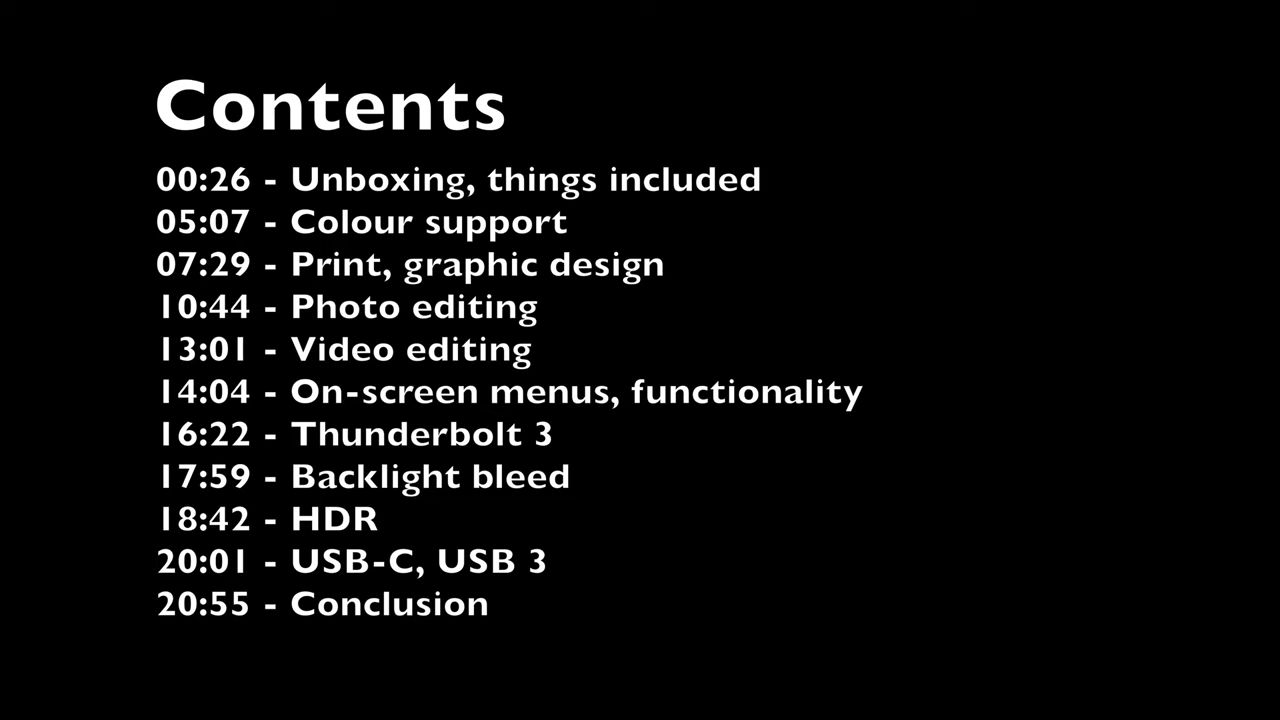 Contents
00:26 - Unboxing, things included
05:07 - Colour support
07:29 - Print, graphic design
10:44 - Photo editing
13:01 - Video editing
14:04 - On-screen menus, functionality
16:22 - Thunderbolt 3
17:59 - Backlight bleed
18:42 - HDR
20:01 - USB-C, USB 3
20:55 - Conclusion